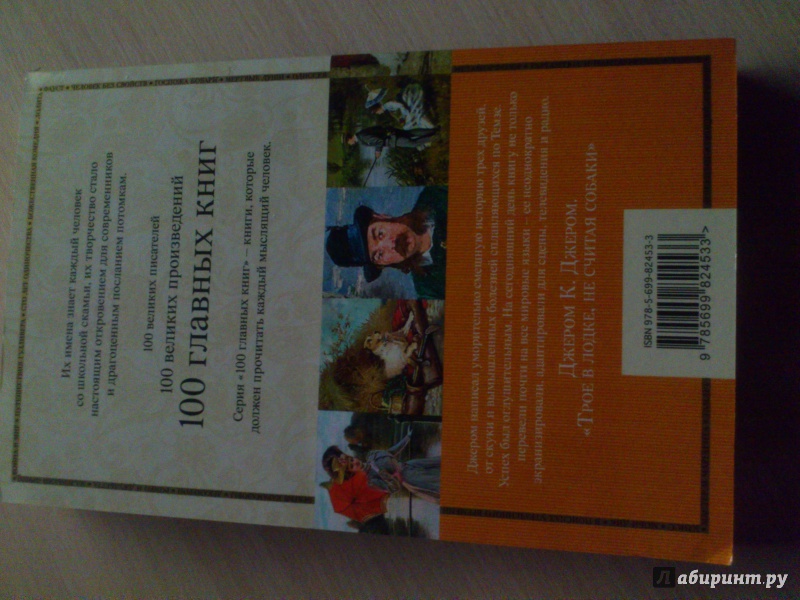 Их имена знает каждый человек
со школьной скамьи, их творчество стало
настоящим откровением для современников
и драгоценным посланием потомкам.
100 великих писателей
100 великих произведений
100 ГЛАВНЫХ КНИГ
Серия «100 главных книг» – книги, которые
должен прочитать каждый мыслящий человек.
Джером написал уморительно смешную историю трех друзей,
от скуки и вымышленных болезней отправляющихся по Темзе.
Успех был оглушительным! На сегодняшний день книгу не только
перевели почти на все мировые языки – ее неоднократно
экранизировали, адаптировали для сцены, телевидения и радио.
ДЖЕРОМ К. ДЖЕРОМ.
«ТРОЕ В ЛОДКЕ, НЕ СЧИТАЯ СОБАКИ»
ISBN 978-5-699-82453-3
9 785699 824533 >
Лабиринт.ру